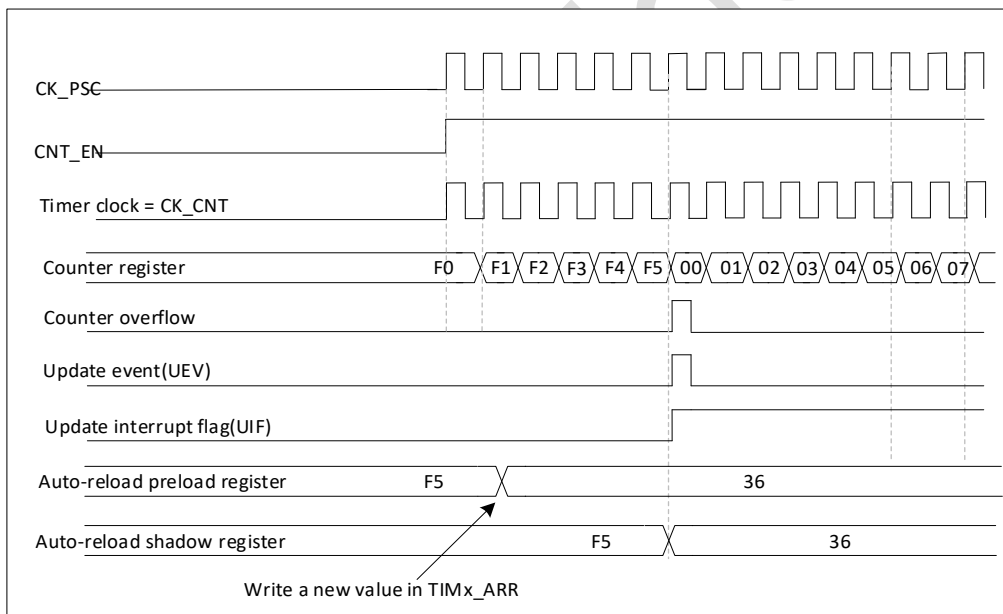 CK_PSC
CNT_EN
Timer clock = CK_CNT
Counter register F0 F1 F2 F3 F4 F5 00 01 02 03 04 05 06 07
Counter overflow
Update event(UEV)
Update interrupt flag(UIF)
Auto-reload preload register F5 36
Auto-reload shadow register F5 36
Write a new value in TIMx_ARR